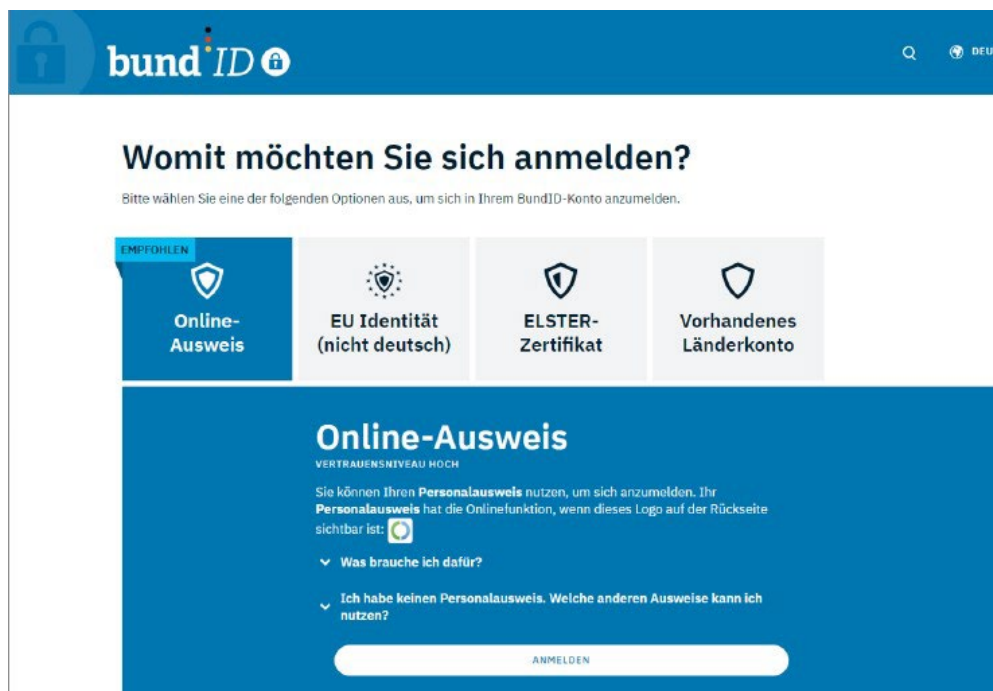 bund ID
DEU
Womit möchten Sie sich anmelden?
Bitte wählen Sie eine der folgenden Optionen aus, um sich in Ihrem BundID-Konto anzumelden.
EMPFOHLEN
Online-
Ausweis
EU Identität
(nicht deutsch)
ELSTER-
Zertifikat
Vorhandenes
Länderkonto
Online-Ausweis
VERTRAUENSNIVEAU HOCH
Sie können Ihren Personalausweis nutzen, um sich anzumelden. Ihr
Personalausweis hat die Onlinefunktion, wenn dieses Logo auf der Rückseite
sichtbar ist:
Was brauche ich dafür?
Ich habe keinen Personalausweis. Welche anderen Ausweise kann ich
nutzen?
ANMELDEN